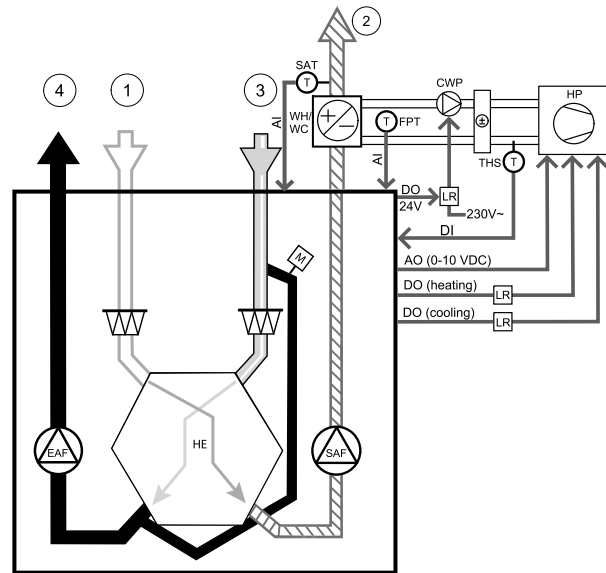 4
1
3
2
SAT
T
AI
WH/
WC
+
−
T
FPT
AI
CWP
±
HP
THS
T
DO
24V
LR
230V~
DI
AO (0-10 VDC)
DO (heating)
LR
DO (cooling)
LR
M
HE
EAF
SAF